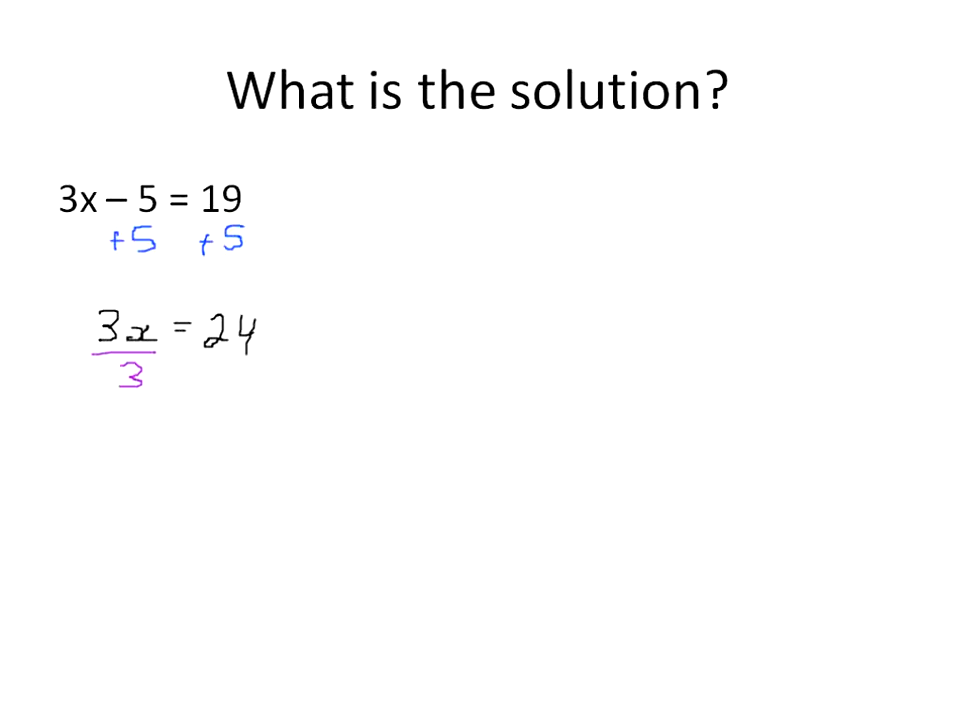 What is the solution?
3x – 5 = 19
+5 +5
3x = 24
3